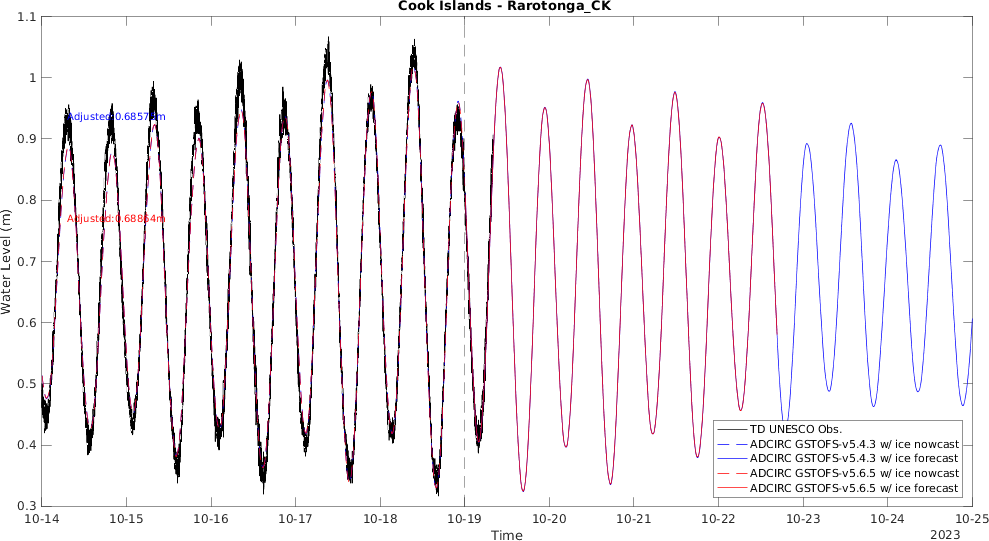 Cook Islands - Rarotonga_CK
1.1
1
0.9
0.8
0.7
0.6
0.5
0.4
0.3
Water Level (m)
Adjusted:0.68864m
10-14
10-15
10-16
10-17
10-18
10-19
10-20
10-21
10-22
10-23
10-24
10-25
Time
2023
TD UNESCO Obs.
ADCIRC GSTOFS-v5.4.3 w/ ice nowcast
ADCIRC GSTOFS-v5.4.3 w/ ice forecast
ADCIRC GSTOFS-v5.6.5 w/ ice nowcast
ADCIRC GSTOFS-v5.6.5 w/ ice forecast